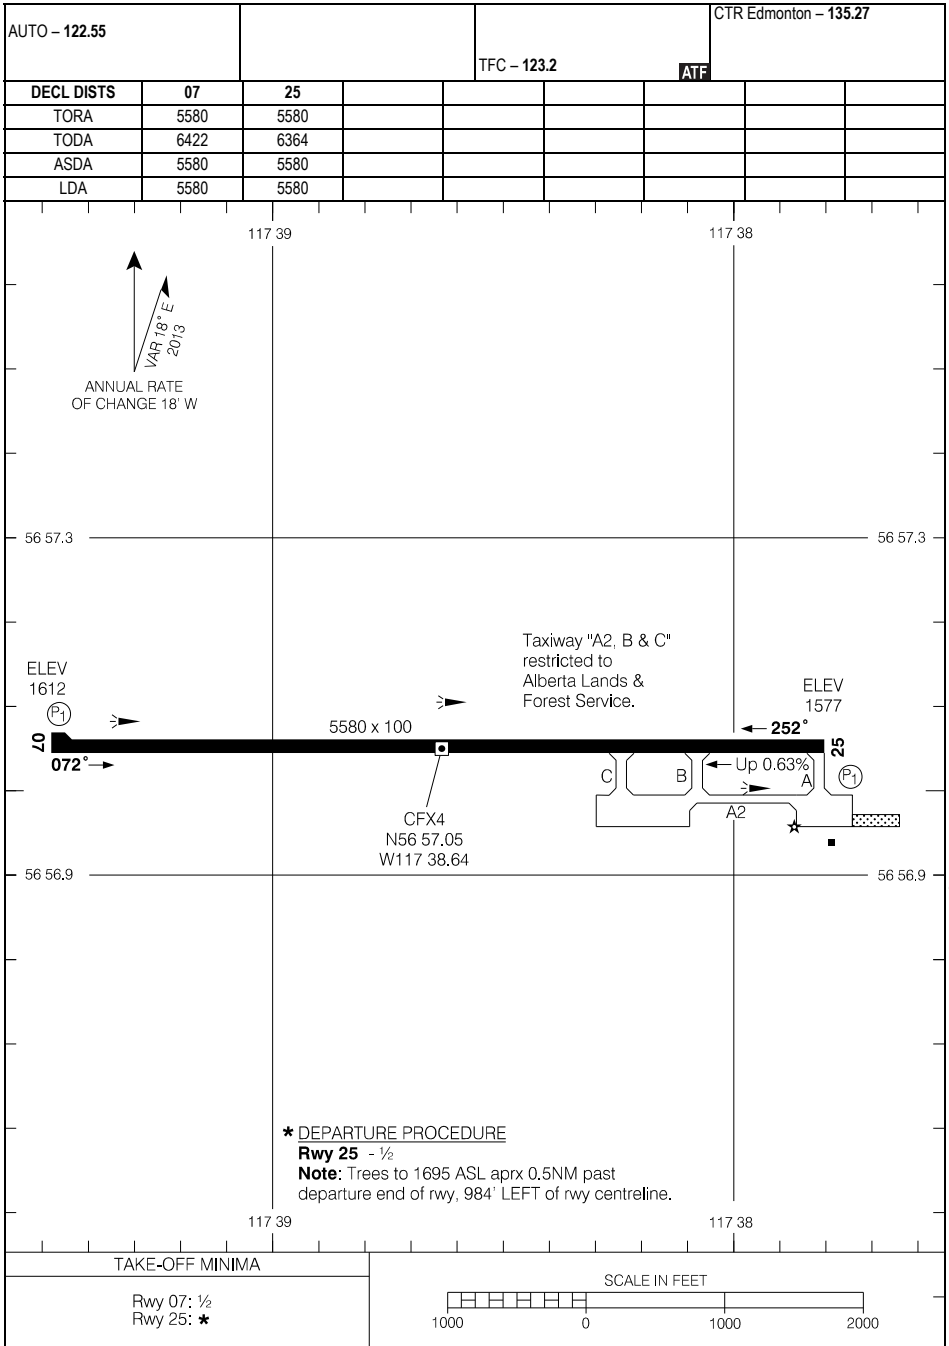 AUTO – 122.55
TFC – 123.2
ATF
CTR Edmonton – 135.27
DECL DISTS 07 25
TORA 5580 5580
TODA 6422 6364
ASDA 5580 5580
LDA 5580 5580
117 39 117 38
VAR 18° E
2013
ANNUAL RATE
OF CHANGE 18' W
56 57.3 56 57.3
Taxiway "A2, B & C"
restricted to
Alberta Lands &
Forest Service.
ELEV
1612
P1
07
072°
5580 x 100
ELEV
1577
252°
25
Up 0.63%
P1
C B A
A2
CFX4
N56 57.05
W117 38.64
56 56.9 56 56.9
* DEPARTURE PROCEDURE
Rwy 25 - ½
Note: Trees to 1695 ASL aprx 0.5NM past
departure end of rwy, 984' LEFT of rwy centreline.
117 39 117 38
TAKE-OFF MINIMA
Rwy 07: ½
Rwy 25: *
SCALE IN FEET
1000 0 1000 2000